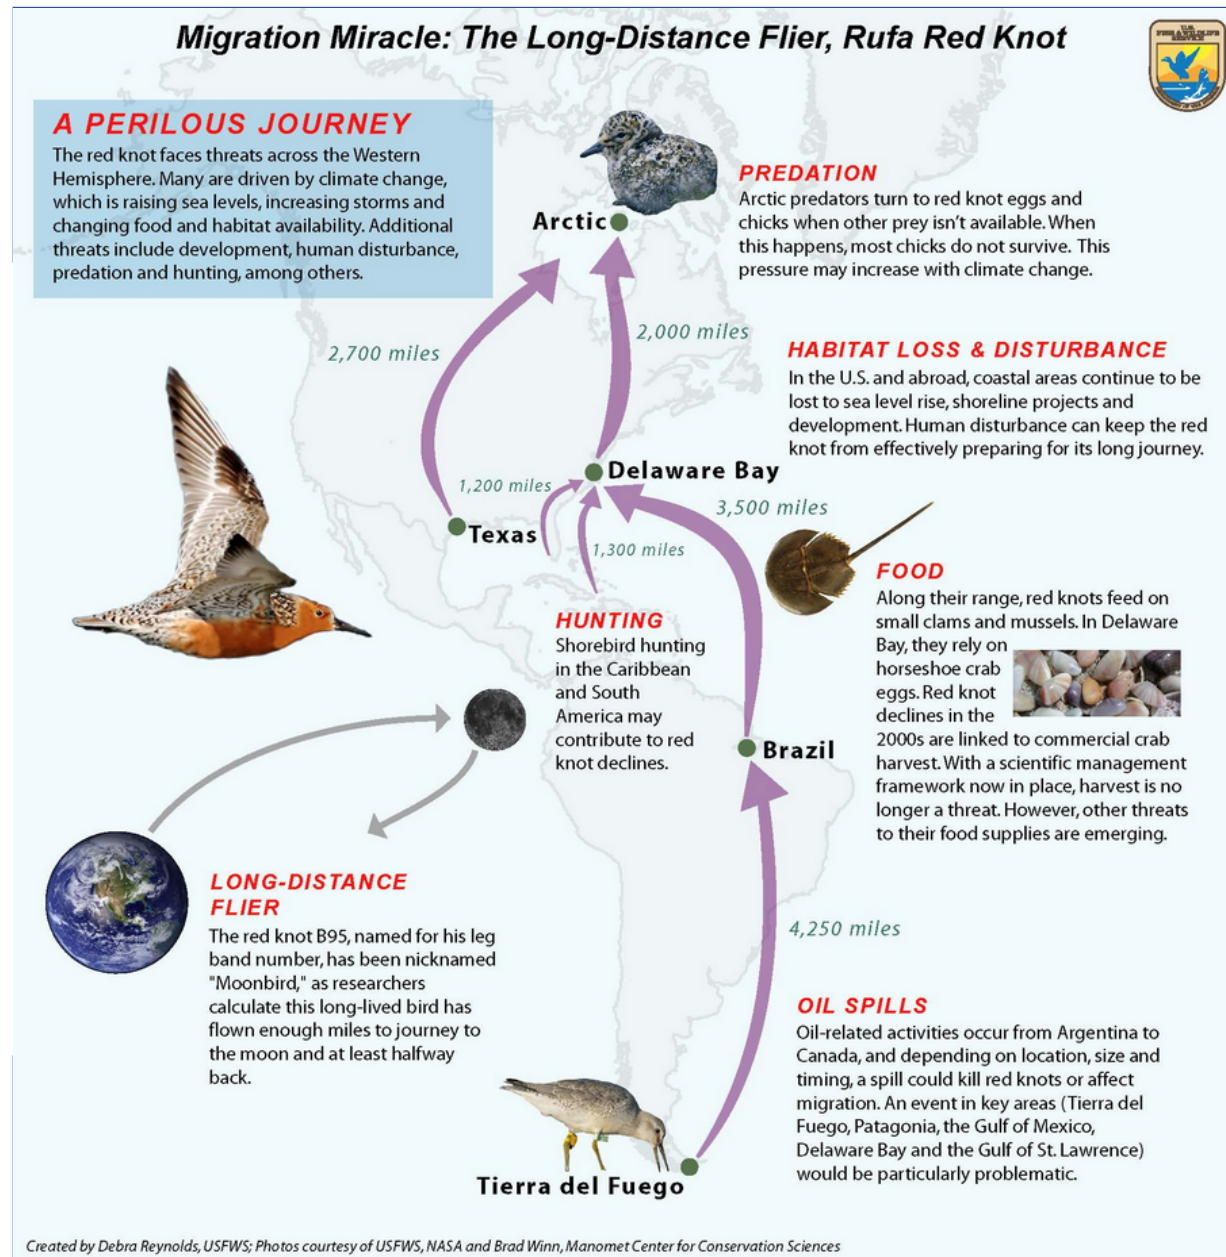 Migration Miracle: The Long-Distance Flier, Rufa Red Knot
U.S.
FISH & WILDLIFE
SERVICE
A PERILOUS JOURNEY
The red knot faces threats across the Western
Hemisphere. Many are driven by climate change,
which is raising sea levels, increasing storms and
changing food and habitat availability. Additional
threats include development, human disturbance,
predation and hunting, among others.
PREDATION
Arctic predators turn to red knot eggs and
chicks when other prey isn't available. When
this happens, most chicks do not survive. This
pressure may increase with climate change.
Arctic
2,700 miles
2,000 miles
HABITAT LOSS & DISTURBANCE
In the U.S. and abroad, coastal areas continue to be
lost to sea level rise, shoreline projects and
development. Human disturbance can keep the red
knot from effectively preparing for its long journey.
Delaware Bay
1,200 miles
3,500 miles
Texas
1,300 miles
FOOD
Along their range, red knots feed on
small clams and mussels. In Delaware
Bay, they rely on
horseshoe crab
eggs. Red knot
declines in the
2000s are linked to commercial crab
harvest. With a scientific management
framework now in place, harvest is no
longer a threat. However, other threats
to their food supplies are emerging.
HUNTING
Shorebird hunting
in the Caribbean
and South
America may
contribute to red
knot declines.
Brazil
LONG-DISTANCE
FLIER
The red knot B95, named for his leg
band number, has been nicknamed
"Moonbird," as researchers
calculate this long-lived bird has
flown enough miles to journey to
the moon and at least halfway
back.
4,250 miles
OIL SPILLS
Oil-related activities occur from Argentina to
Canada, and depending on location, size and
timing, a spill could kill red knots or affect
migration. An event in key areas (Tierra del
Fuego, Patagonia, the Gulf of Mexico,
Delaware Bay and the Gulf of St. Lawrence)
would be particularly problematic.
Tierra del Fuego
Created by Debra Reynolds, USFWS; Photos courtesy of USFWS, NASA and Brad Winn, Manomet Center for Conservation Sciences